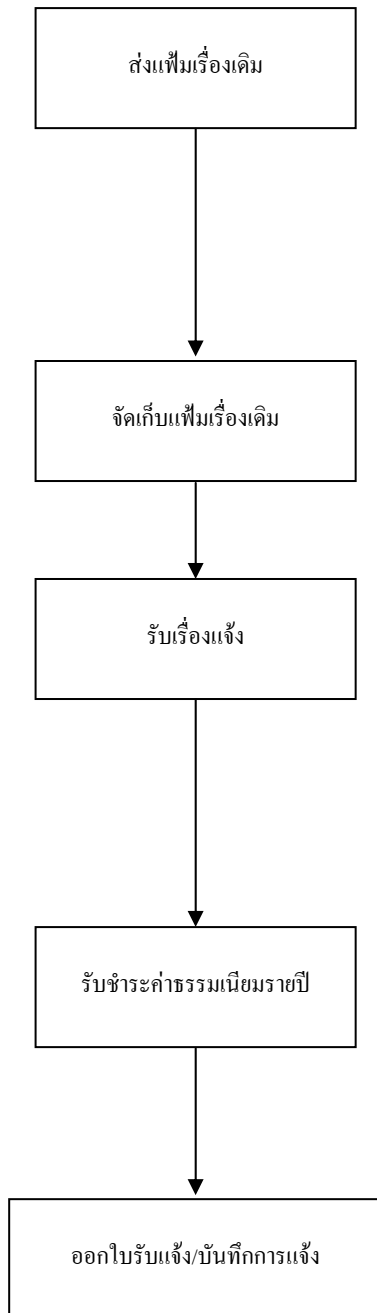 ส่งแฟ้มเรื่องเดิม
จัดเก็บแฟ้มเรื่องเดิม
รับเรื่องแจ้ง
รับชำระค่าธรรมเนียมรายปี
ออกใบรับแจ้ง/บันทึกการแจ้ง